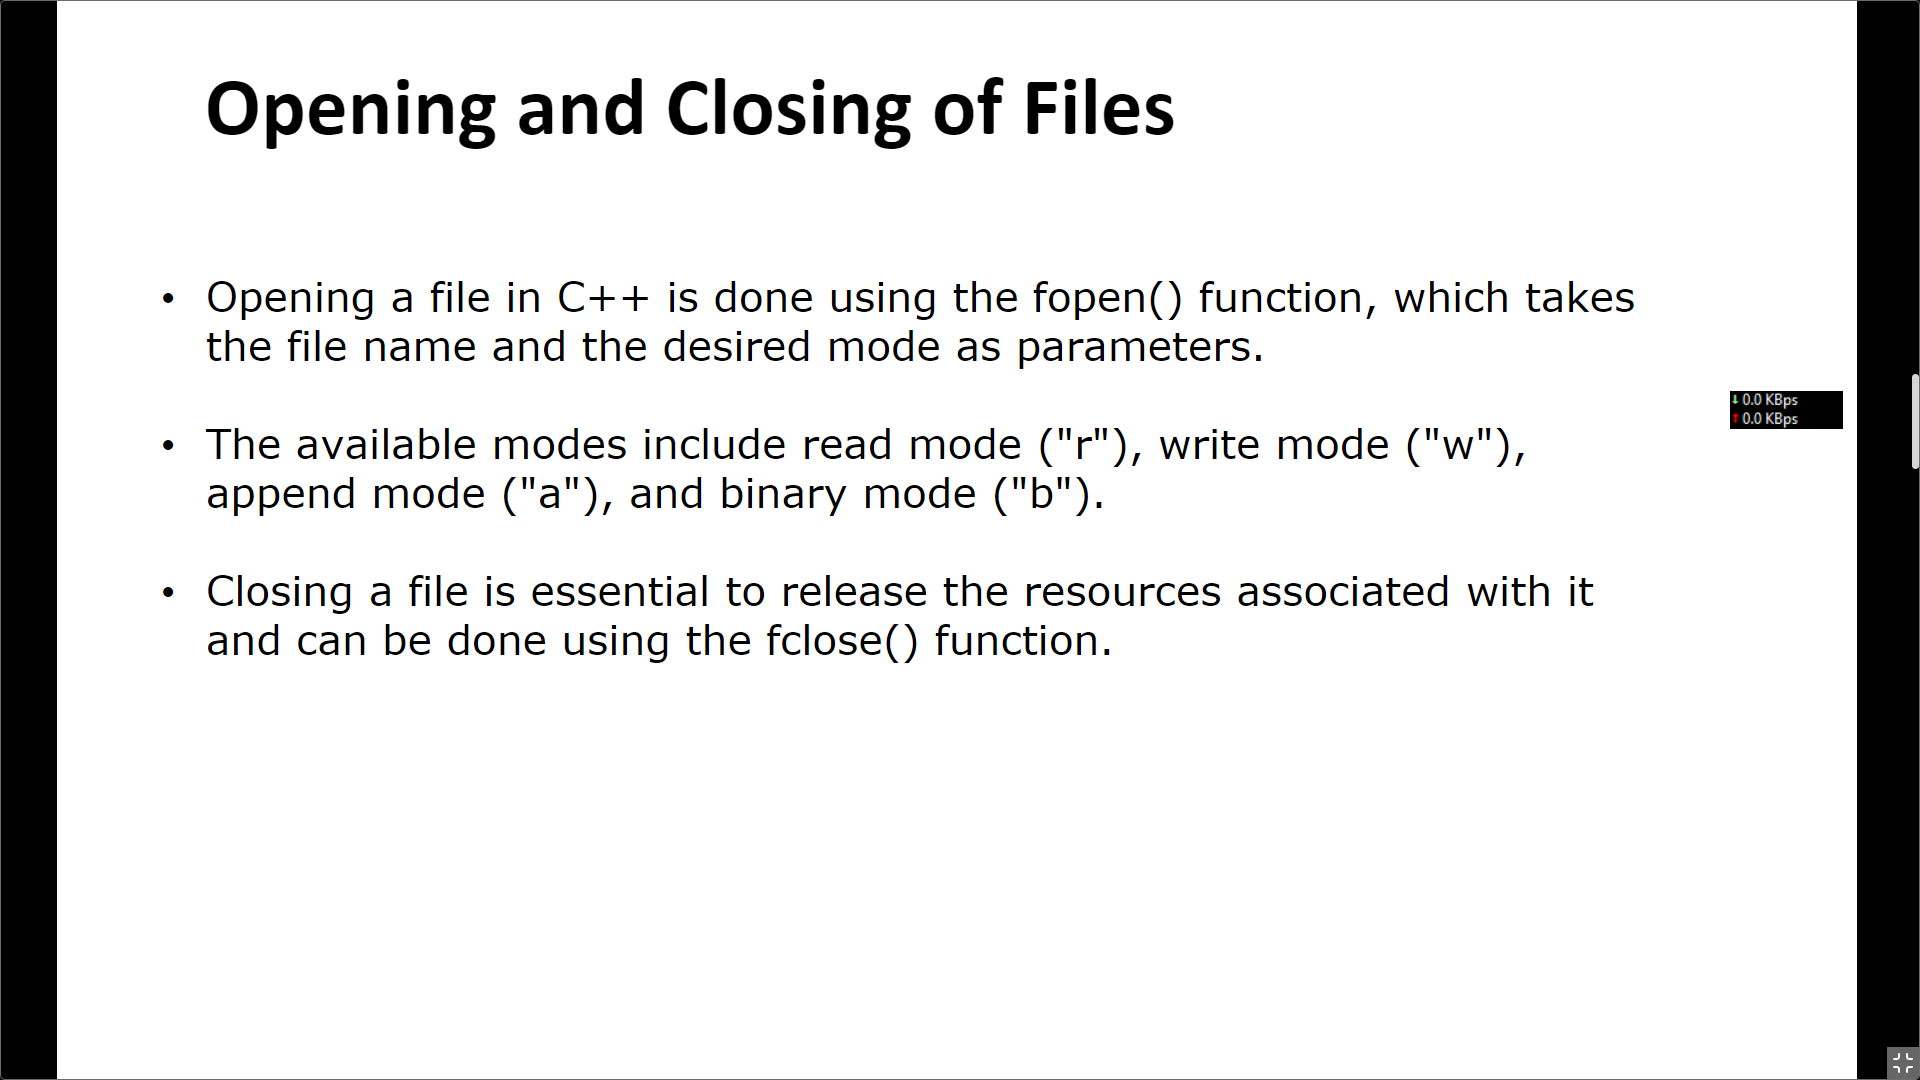 Opening and Closing of Files
• Opening a file in C++ is done using the fopen() function, which takes
the file name and the desired mode as parameters.
• The available modes include read mode ("r"), write mode ("w"),
append mode ("a"), and binary mode ("b").
• Closing a file is essential to release the resources associated with it
and can be done using the fclose() function.
↓ 0.0 KBps
↑ 0.0 KBps